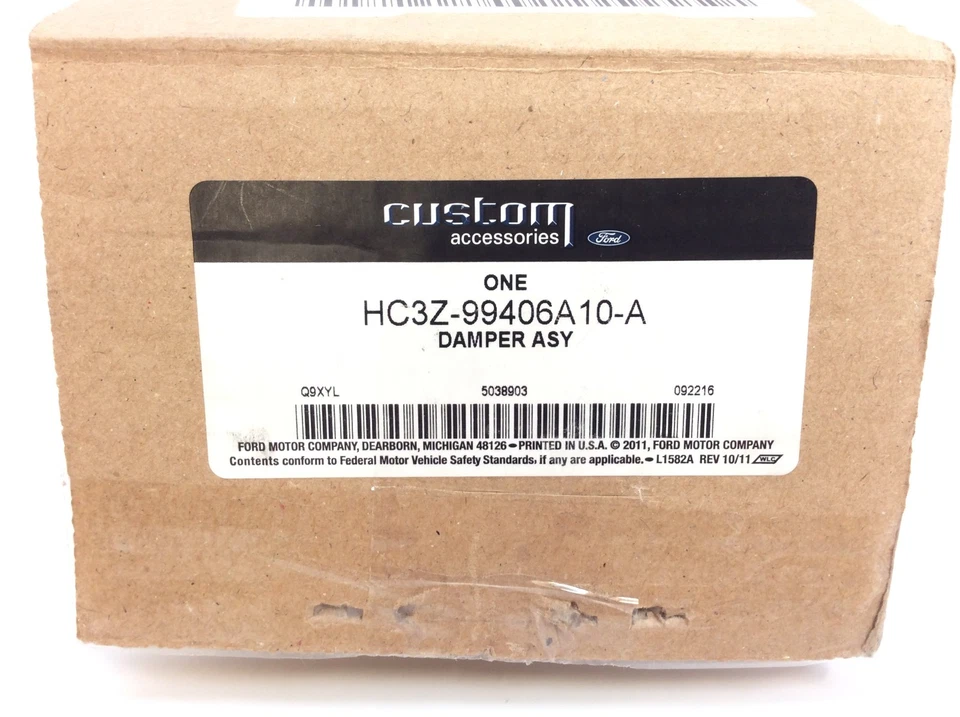 custom
accessories Ford
ONE
HC3Z-99406A10-A
DAMPER ASY
Q9XYL 5038903 092216
FORD MOTOR COMPANY, DEARBORN, MICHIGAN 48126 PRINTED IN U.S.A. © 2011, FORD MOTOR COMPANY
Contents conform to Federal Motor Vehicle Safety Standards, if any are applicable. L1582A REV 10/11 WLC